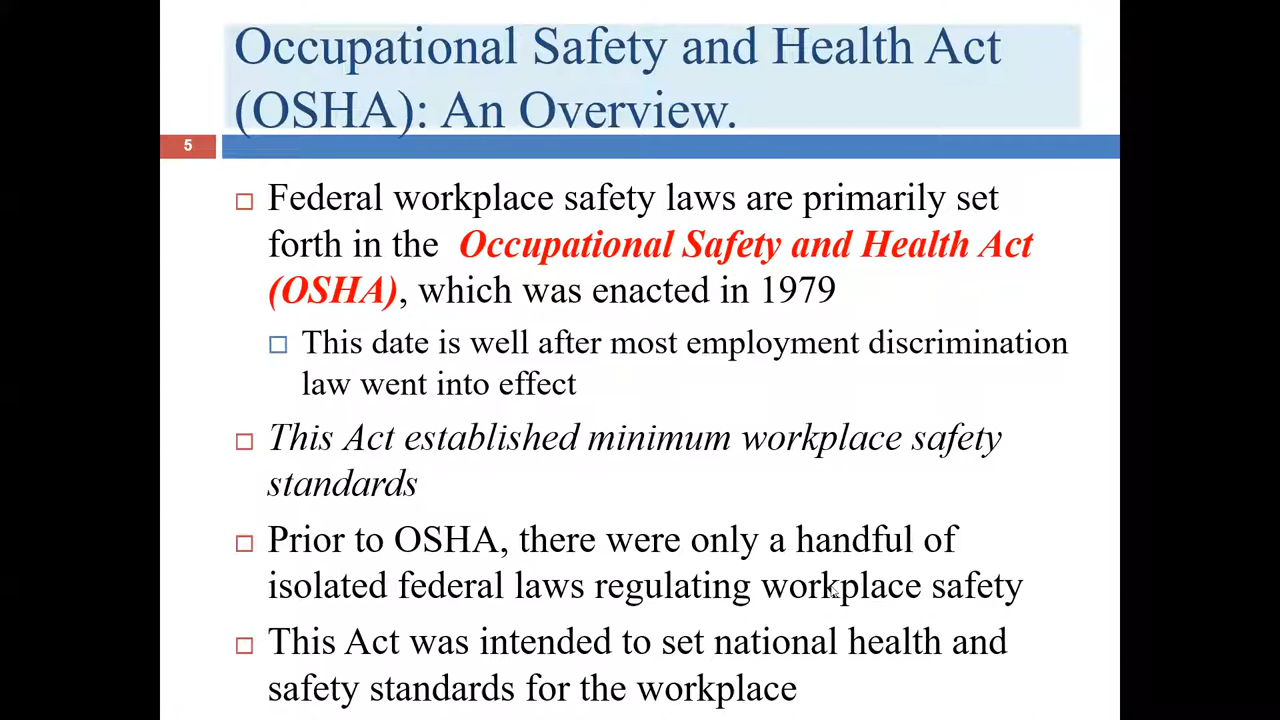 Occupational Safety and Health Act
(OSHA): An Overview.
5
Federal workplace safety laws are primarily set
forth in the Occupational Safety and Health Act
(OSHA), which was enacted in 1979
This date is well after most employment discrimination
law went into effect
This Act established minimum workplace safety
standards
Prior to OSHA, there were only a handful of
isolated federal laws regulating workplace safety
This Act was intended to set national health and
safety standards for the workplace